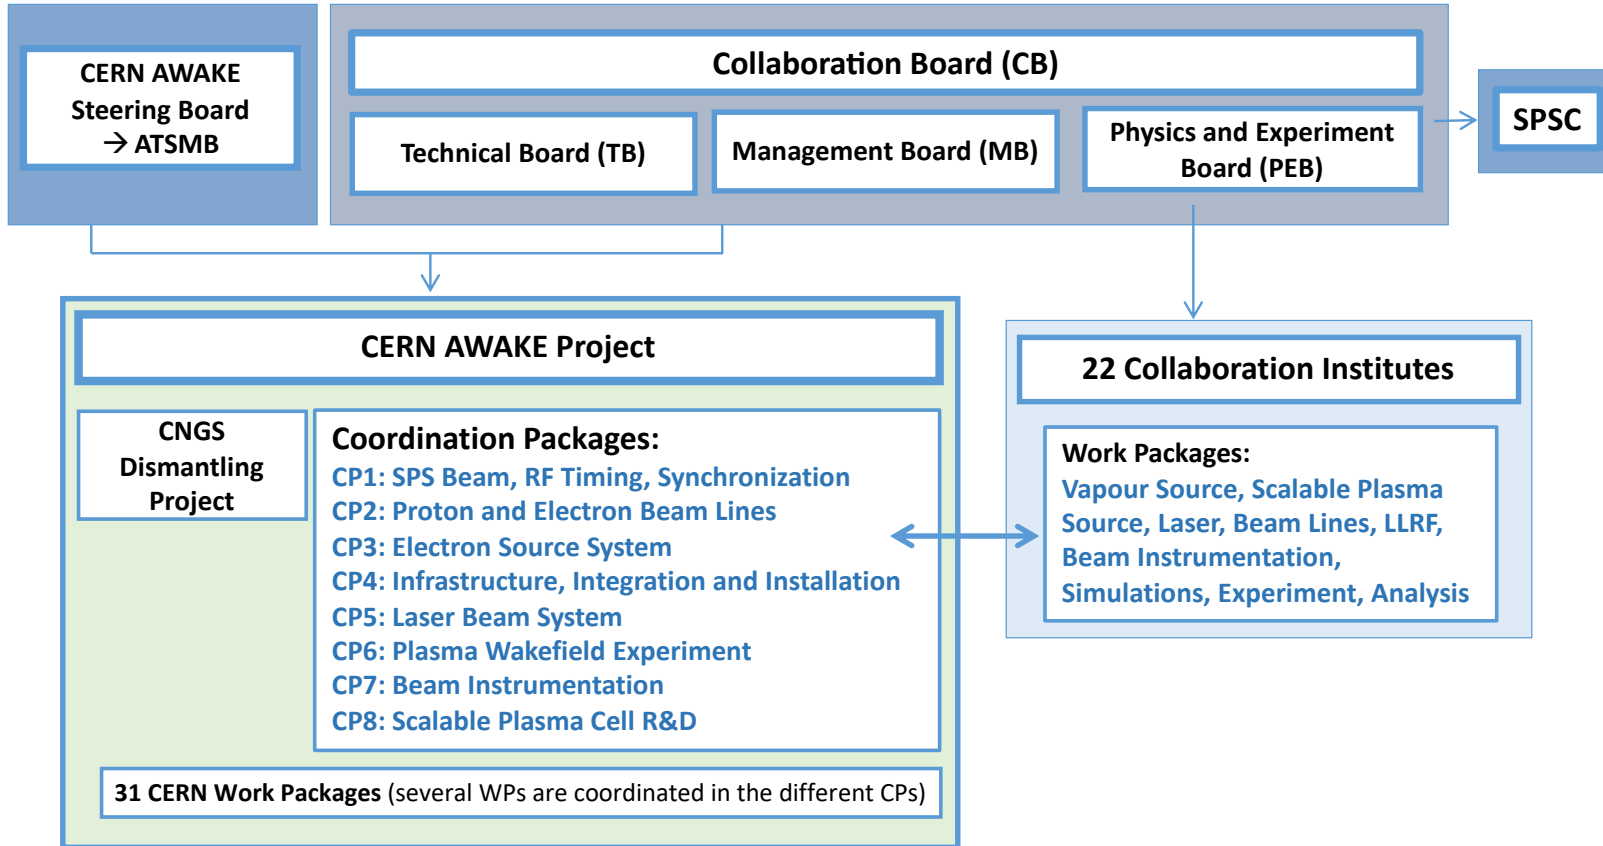 CERN AWAKE
Steering Board
→ ATSMB
Collaboration Board (CB)
Technical Board (TB)
Management Board (MB)
Physics and Experiment
Board (PEB)
SPSC
CERN AWAKE Project
CNGS
Dismantling
Project
Coordination Packages:
CP1: SPS Beam, RF Timing, Synchronization
CP2: Proton and Electron Beam Lines
CP3: Electron Source System
CP4: Infrastructure, Integration and Installation
CP5: Laser Beam System
CP6: Plasma Wakefield Experiment
CP7: Beam Instrumentation
CP8: Scalable Plasma Cell R&D
31 CERN Work Packages (several WPs are coordinated in the different CPs)
22 Collaboration Institutes
Work Packages:
Vapour Source, Scalable Plasma
Source, Laser, Beam Lines, LLRF,
Beam Instrumentation,
Simulations, Experiment, Analysis